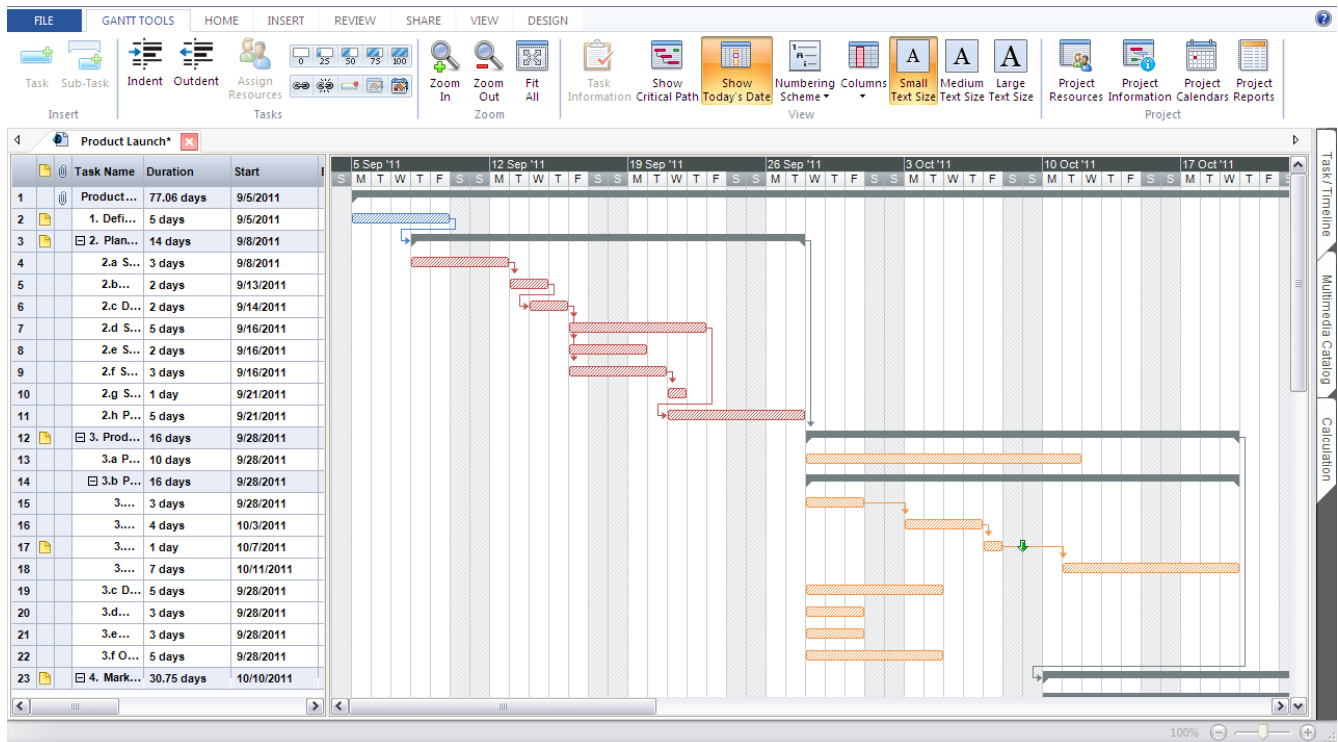 FILE GANTT TOOLS HOME INSERT REVIEW SHARE VIEW DESIGN
Task Sub-Task Indent Outdent Assign Resources 0 25 50 75 100 Zoom In Zoom Out Fit All Task Information Show Critical Path Show Today's Date Numbering Scheme Columns Small Text Size Medium Text Size Large Text Size Project Resources Project Information Project Calendars Project Reports
Insert Tasks Zoom View Project
Product Launch*
Task Name Duration Start
5 Sep '11 12 Sep '11 19 Sep '11 26 Sep '11 3 Oct '11 10 Oct '11 17 Oct '11
S M T W T F S S M T W T F S S M T W T F S S M T W T F S S M T W T F S S M T W T F S S M T W T F S
1 Product... 77.06 days 9/5/2011
2 1. Defi... 5 days 9/5/2011
3 2. Plan... 14 days 9/8/2011
4 2.a S... 3 days 9/8/2011
5 2.b... 2 days 9/13/2011
6 2.c D... 2 days 9/14/2011
7 2.d S... 5 days 9/16/2011
8 2.e S... 2 days 9/16/2011
9 2.f S... 3 days 9/16/2011
10 2.g S... 1 day 9/21/2011
11 2.h P... 5 days 9/21/2011
12 3. Prod... 16 days 9/28/2011
13 3.a P... 10 days 9/28/2011
14 3.b P... 16 days 9/28/2011
15 3.... 3 days 9/28/2011
16 3.... 4 days 10/3/2011
17 3.... 1 day 10/7/2011
18 3.... 7 days 10/11/2011
19 3.c D... 5 days 9/28/2011
20 3.d... 3 days 9/28/2011
21 3.e... 3 days 9/28/2011
22 3.f O... 5 days 9/28/2011
23 4. Mark... 30.75 days 10/10/2011
Task/Timeline
Multimedia Catalog
Calculation
100%